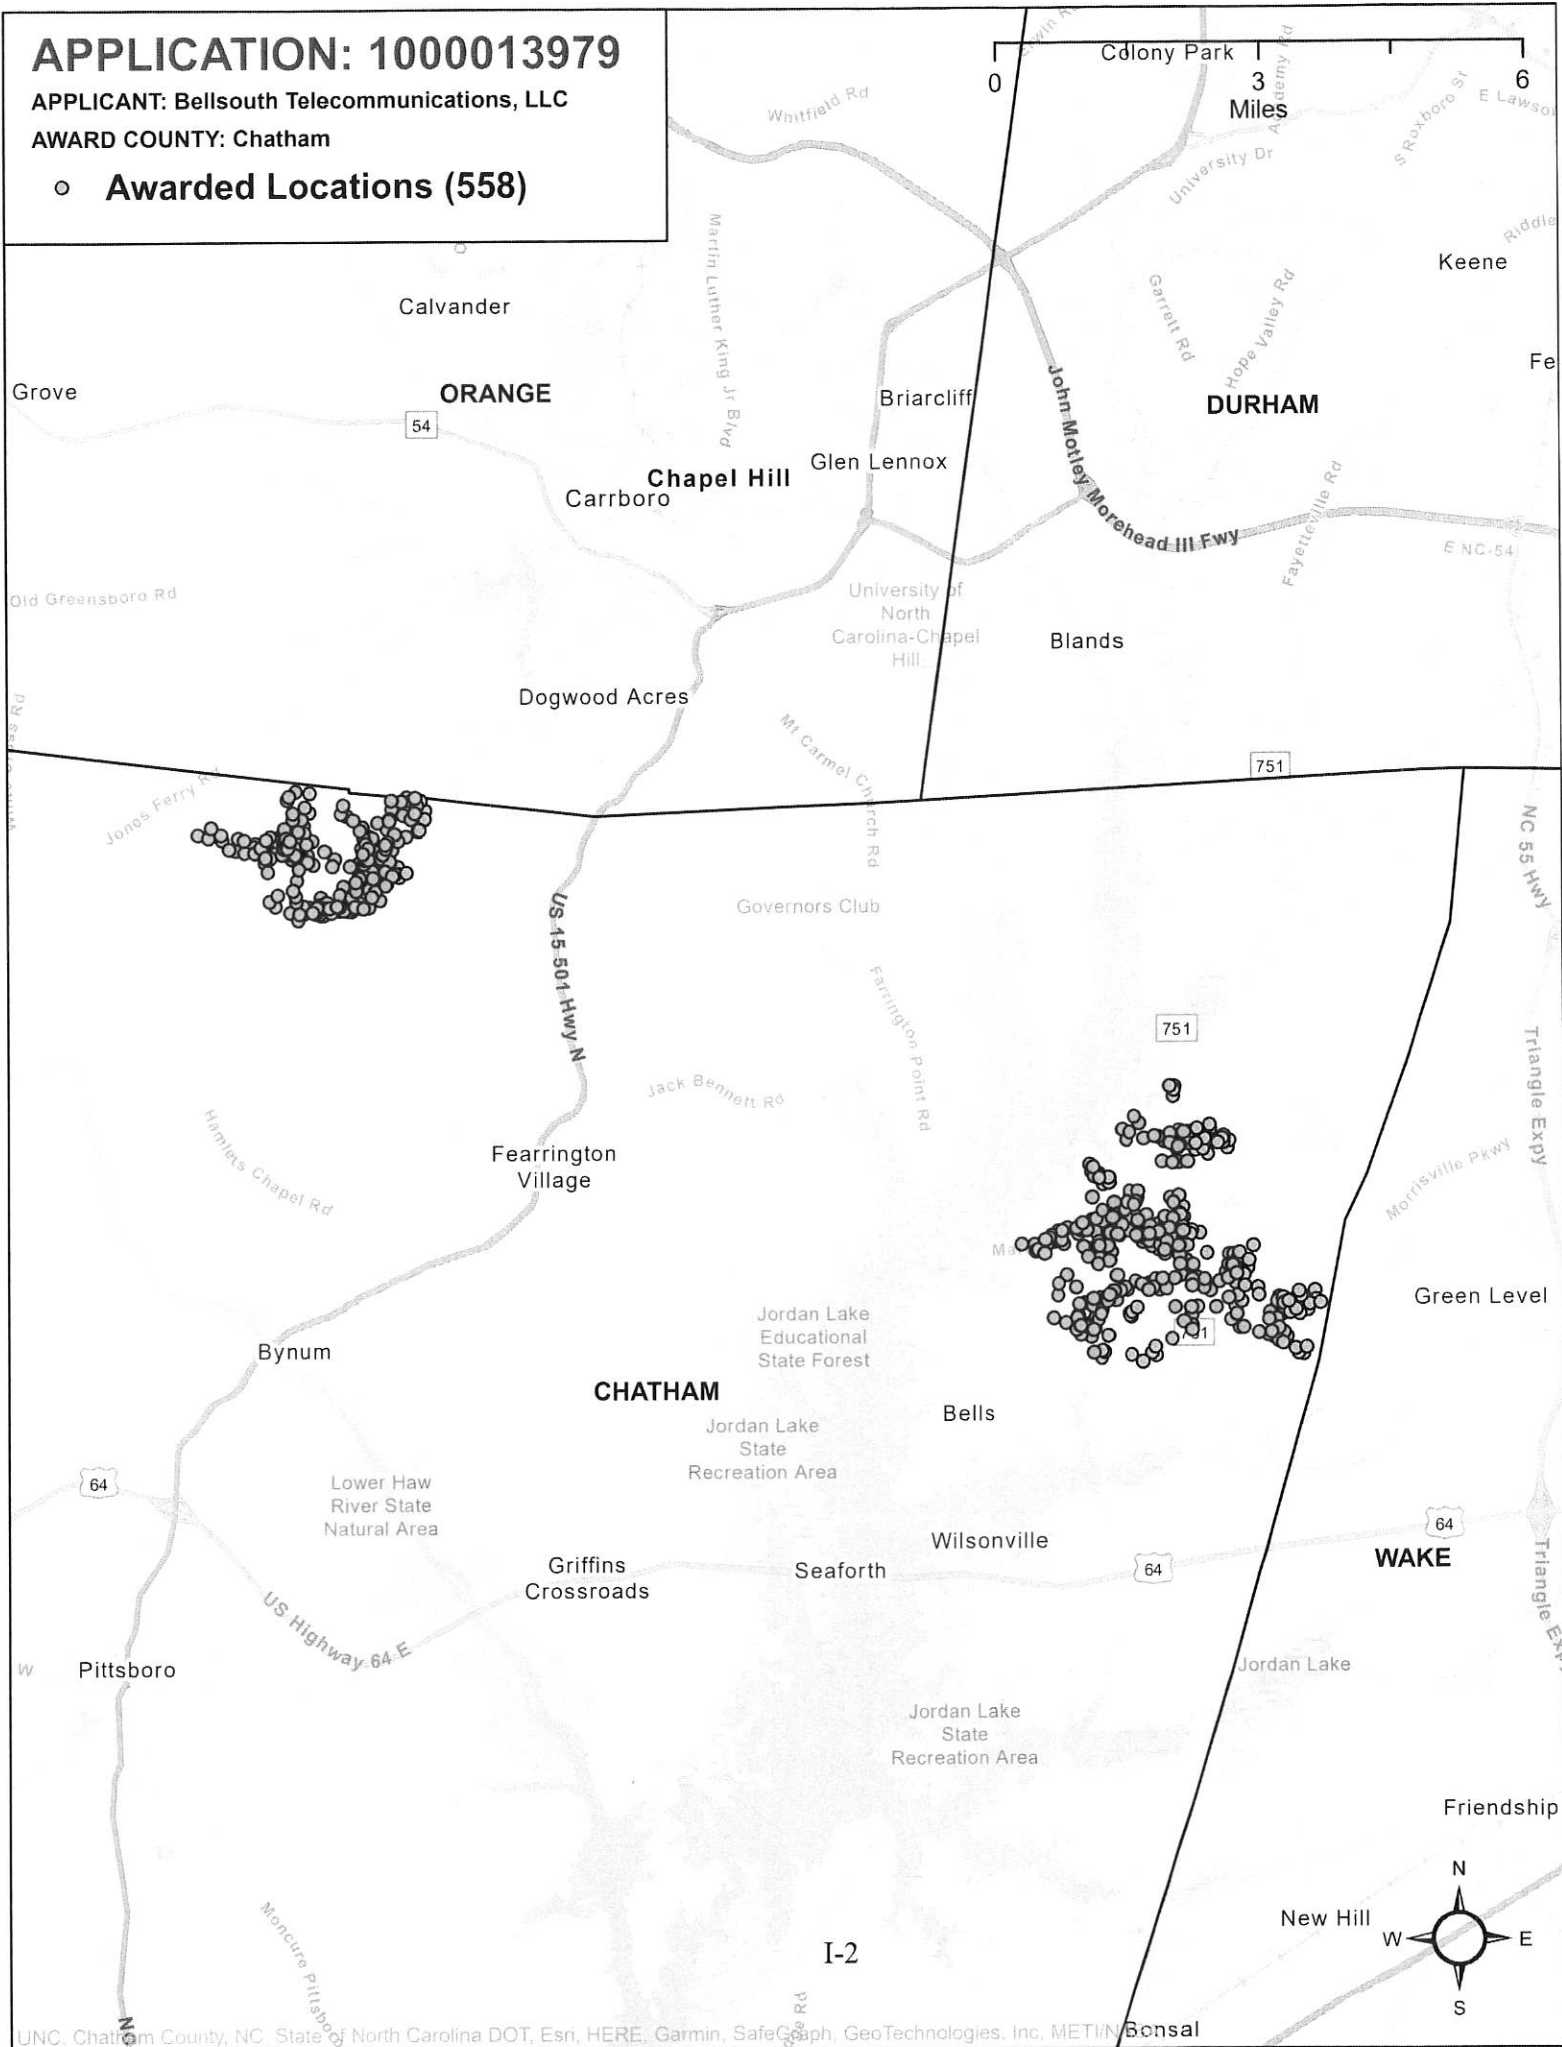 APPLICATION: 1000013979
APPLICANT: Bellsouth Telecommunications, LLC
AWARD COUNTY: Chatham
Awarded Locations (558)
Colony Park
0 3 6
Miles
Academy Rd
E Lawson
S Roxboro St
Whitfield Rd
University Dr
Riddle
Martin Luther King Jr Blvd
Keene
Calvander
Garrett Rd
Hope Valley Rd
Fe
Grove
ORANGE
Briarcliff
DURHAM
54
John Motley Morehead III Fwy
Glen Lennox
Chapel Hill
Carrboro
Fayetteville Rd
E NC-54
Old Greensboro Rd
University of
North
Carolina-Chapel
Hill
Blands
Dogwood Acres
Mt Carmel Church Rd
751
Jones Ferry Rd
NC 55 Hwy
US 15 501 Hwy N
Governors Club
Farrington Point Rd
751
Triangle Expy
Jack Bennett Rd
Hamlets Chapel Rd
Fearrington
Village
Morrisville Pkwy
Green Level
Jordan Lake
Educational
State Forest
Bynum
CHATHAM
Bells
Jordan Lake
State
Recreation Area
64
Lower Haw
River State
Natural Area
64
Wilsonville
WAKE
Griffins
Crossroads
Seaforth
64
US Highway 64 E
Triangle Expy
W
Pittsboro
Jordan Lake
Jordan Lake
State
Recreation Area
Friendship
N
New Hill
W E
S
Moncure Pittsboro
I-2
UNC, Chatham County, NC, State of North Carolina DOT, Esri, HERE, Garmin, SafeGraph, GeoTechnologies, Inc, METI/N
Bonsal